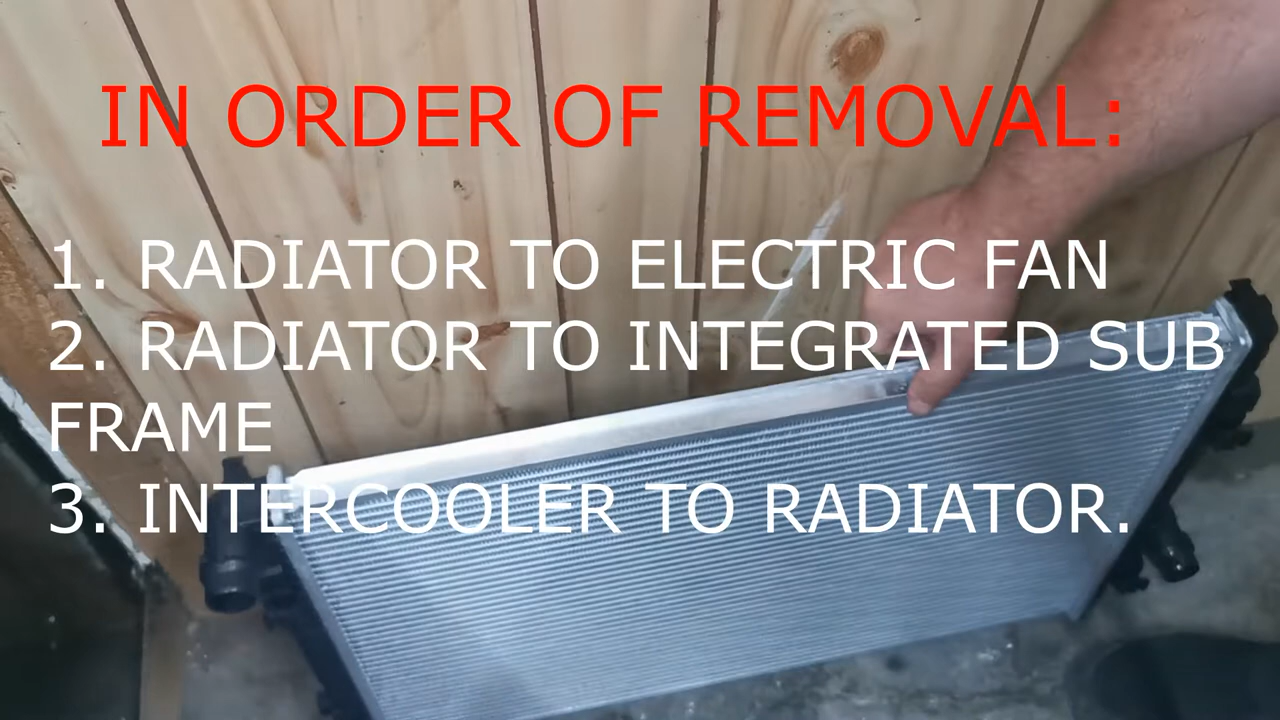 IN ORDER OF REMOVAL:
1. RADIATOR TO ELECTRIC FAN
2. RADIATOR TO INTEGRATED SUB
FRAME
3. INTERCOOLER TO RADIATOR.